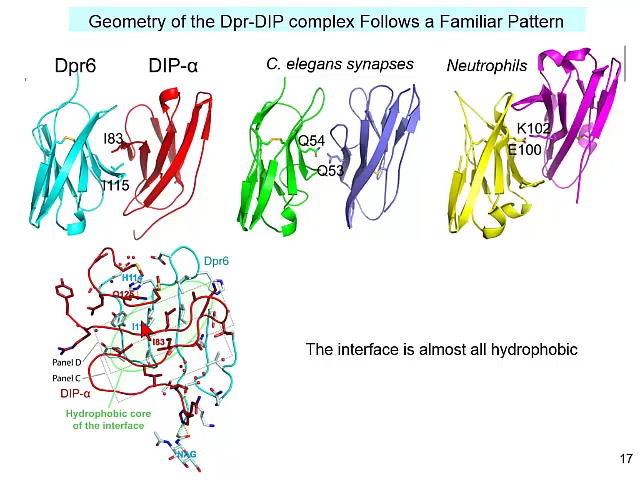 Geometry of the Dpr-DIP complex Follows a Familiar Pattern
Dpr6
DIP-α
C. elegans synapses
Neutrophils
I83
I115
Q54
Q53
K102
E100
Dpr6
H114
Q125
I83
Panel D
Panel C
DIP-α
Hydrophobic core
of the interface
NAG
The interface is almost all hydrophobic
17